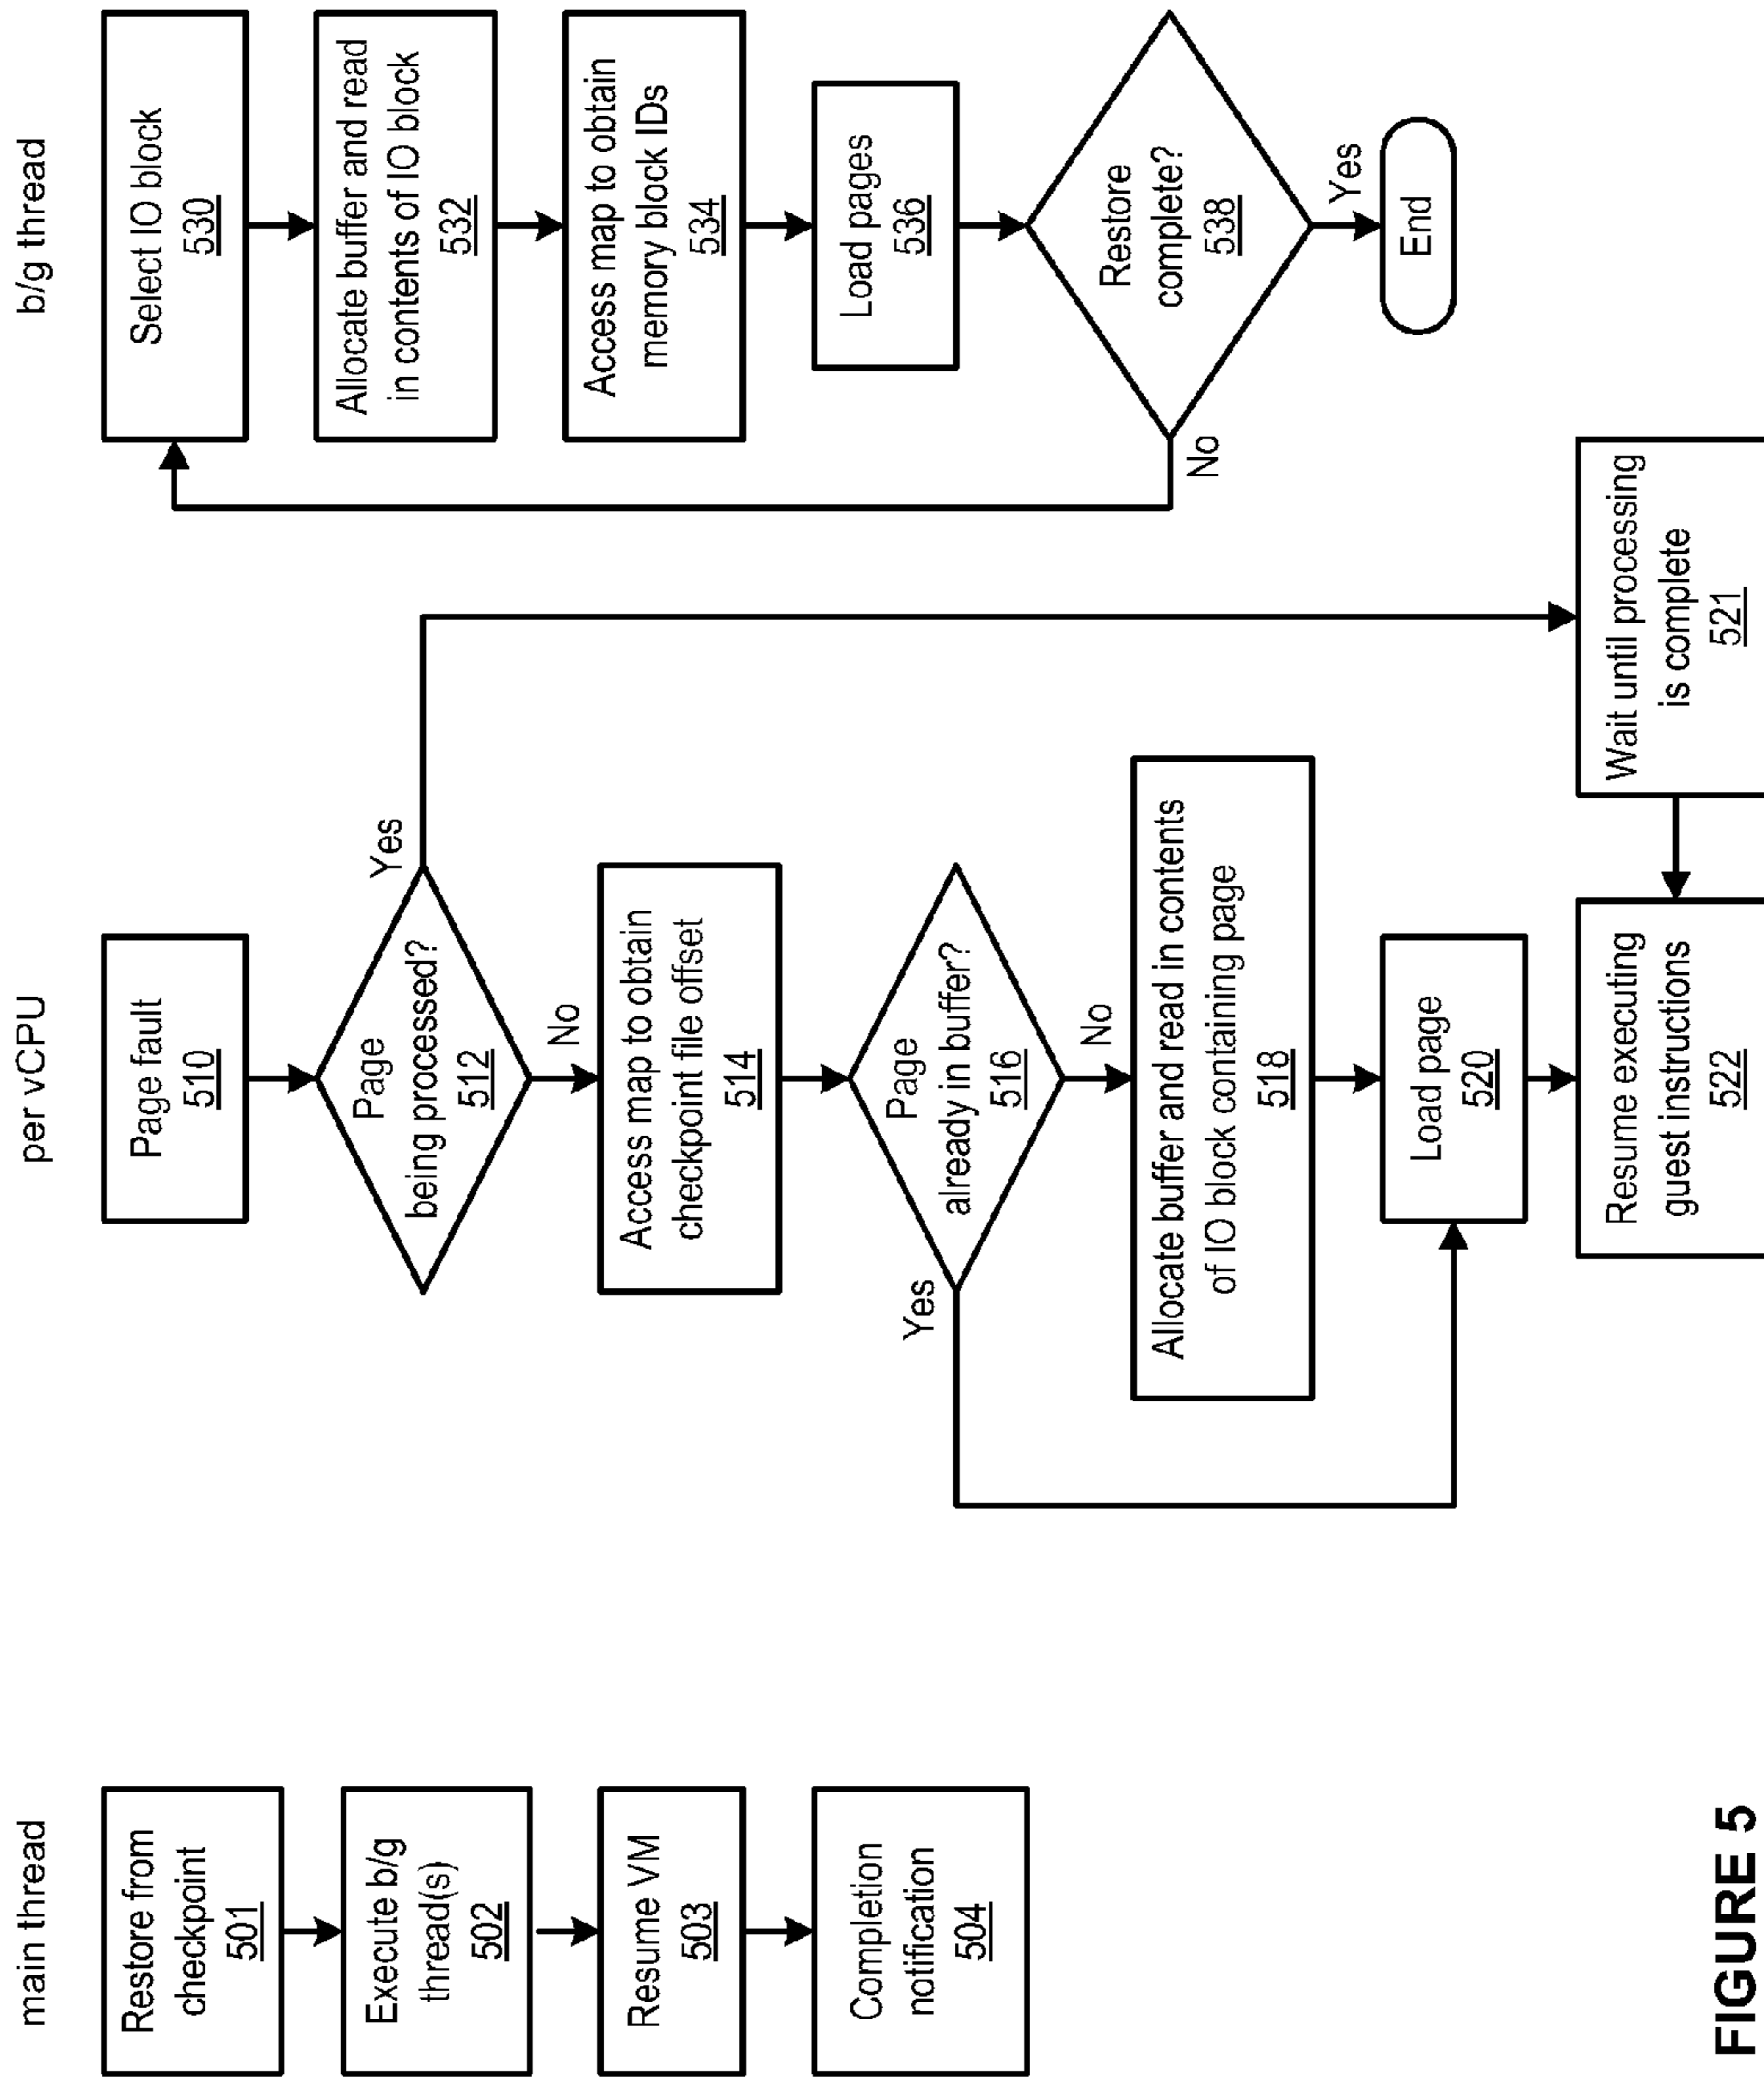 main thread
Restore from
checkpoint
501
Execute b/g
thread(s)
502
Resume VM
503
Completion
notification
504
per vCPU
Page fault
510
Page
being processed?
512
Yes
No
Access map to obtain
checkpoint file offset
514
Page
already in buffer?
516
Yes
No
Allocate buffer and read in contents
of IO block containing page
518
Load page
520
Resume executing
guest instructions
522
Wait until processing
is complete
521
b/g thread
Select IO block
530
Allocate buffer and read
in contents of IO block
532
Access map to obtain
memory block IDs
534
Load pages
536
Restore
complete?
538
No
Yes
End
FIGURE 5